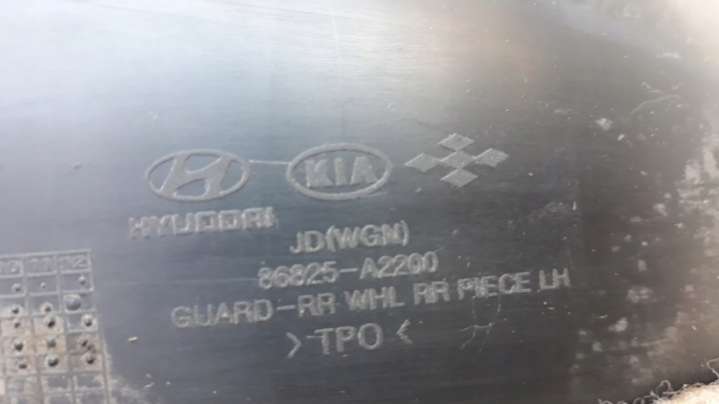 KIA
HYUNDAI
JD(WGN)
86825-A2200
GUARD-RR WHL RR PIECE LH
> TPO <